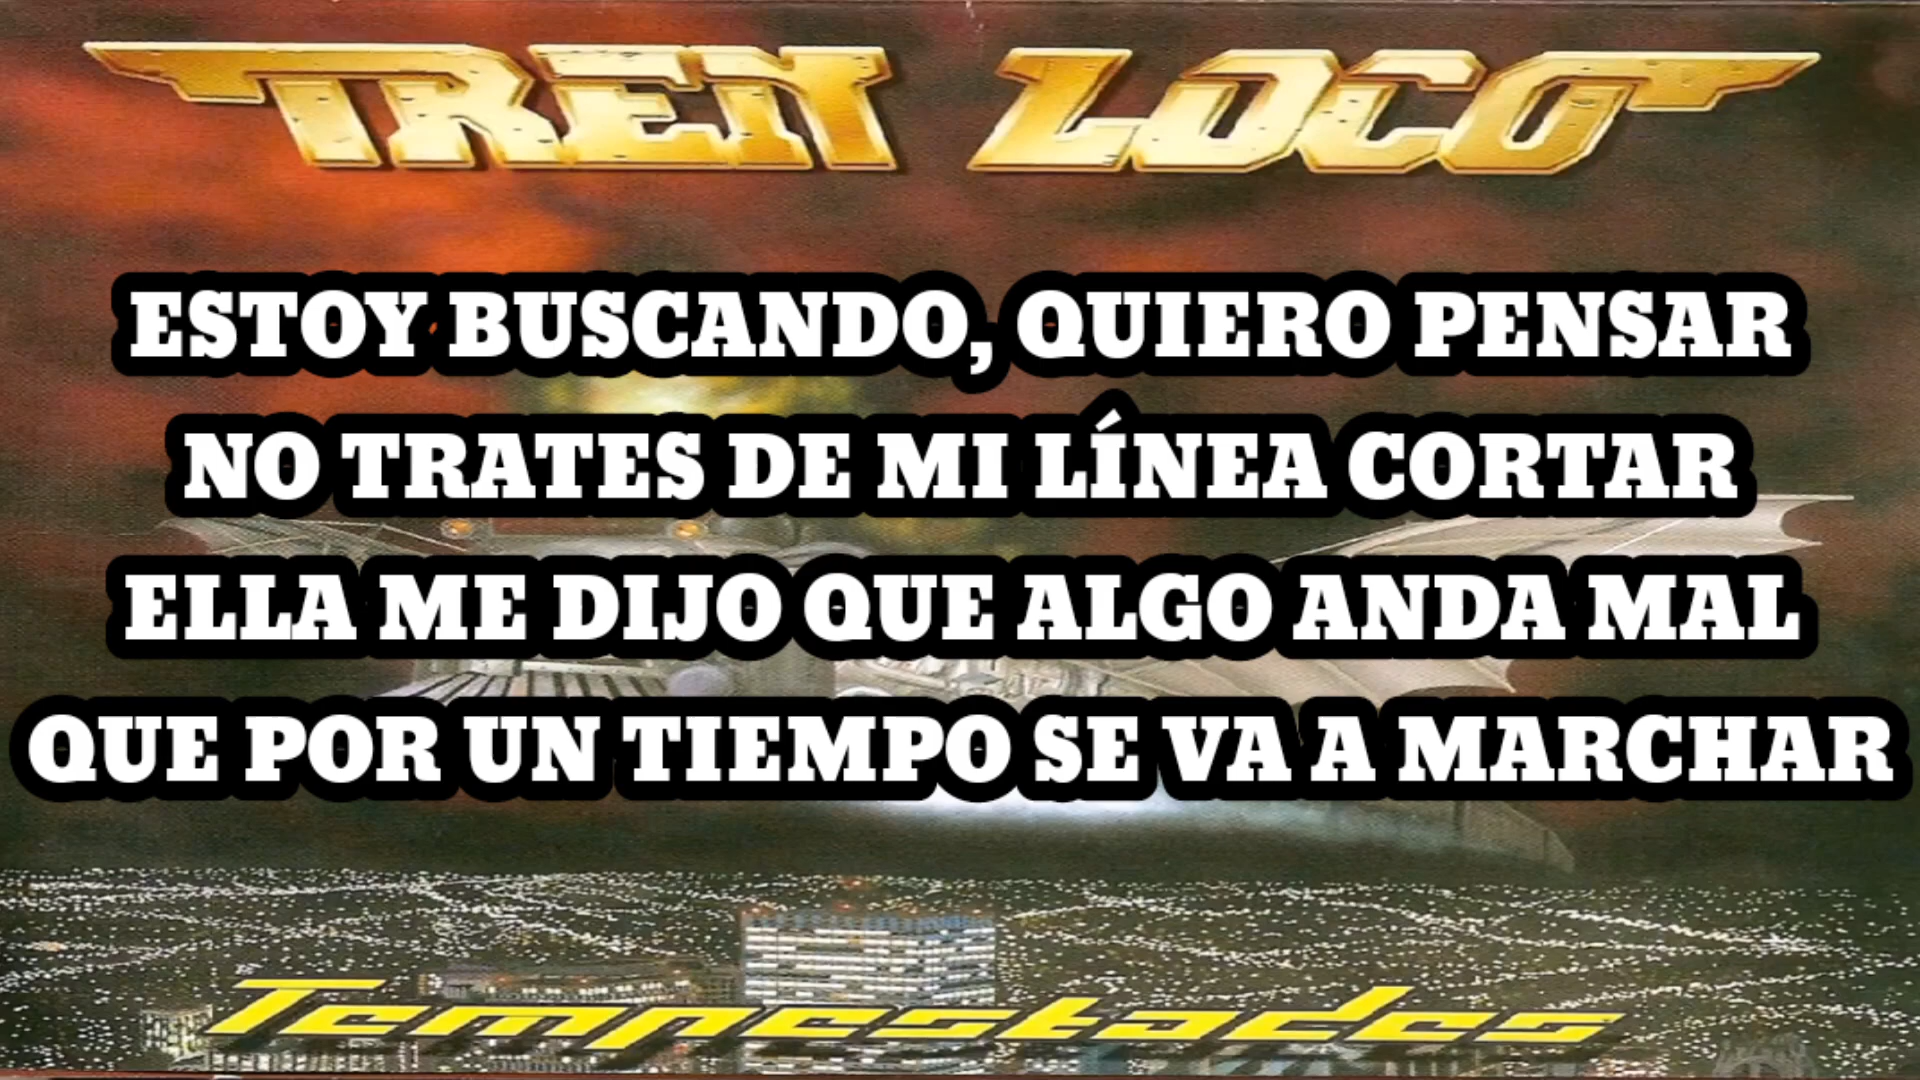 TREN LOCO
ESTOY BUSCANDO, QUIERO PENSAR
NO TRATES DE MI LÍNEA CORTAR
ELLA ME DIJO QUE ALGO ANDA MAL
QUE POR UN TIEMPO SE VA A MARCHAR
Tempestades